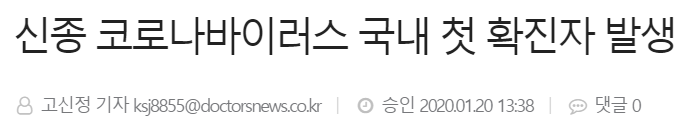 신종 코로나바이러스 국내 첫 확진자 발생
고신정 기자 ksj8855@doctorsnews.co.kr | 승인 2020.01.20 13:38 | 댓글 0